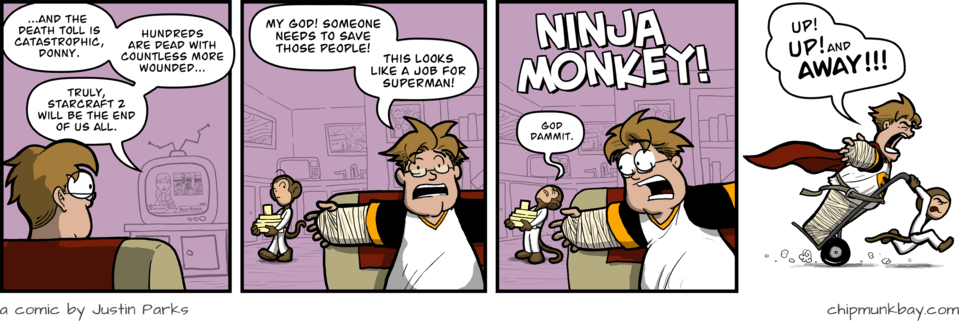 ...AND THE
DEATH TOLL IS
CATASTROPHIC,
DONNY.
HUNDREDS
ARE DEAD WITH
COUNTLESS MORE
WOUNDED...
TRULY,
STARCRAFT 2
WILL BE THE END
OF US ALL.
MY GOD! SOMEONE
NEEDS TO SAVE
THOSE PEOPLE!
THIS LOOKS
LIKE A JOB FOR
SUPERMAN!
NINJA
MONKEY!
GOD
DAMMIT.
UP!
UP! AND
AWAY!!!
a comic by Justin Parks
chipmunkbay.com